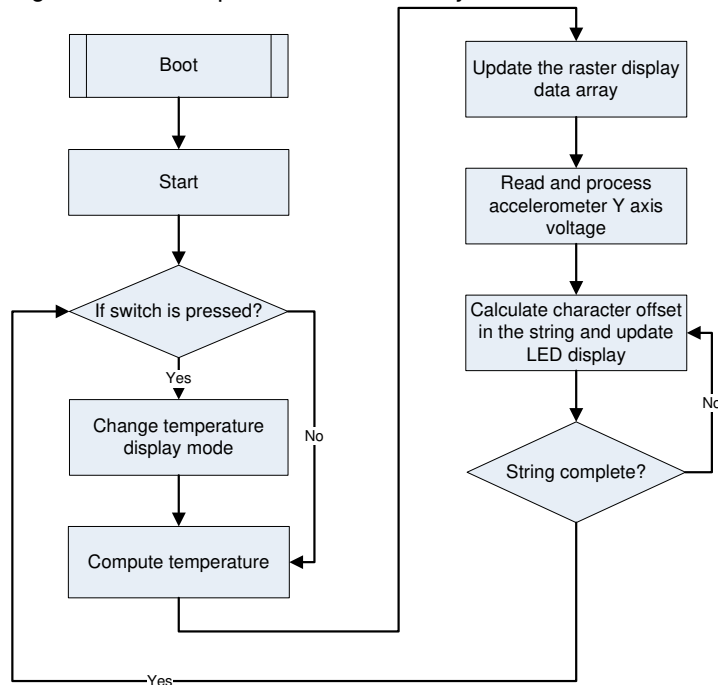 Boot
Start
If switch is pressed?
Yes
Change temperature
display mode
No
Compute temperature
Update the raster display
data array
Read and process
accelerometer Y axis
voltage
Calculate character offset
in the string and update
LED display
No
String complete?
Yes